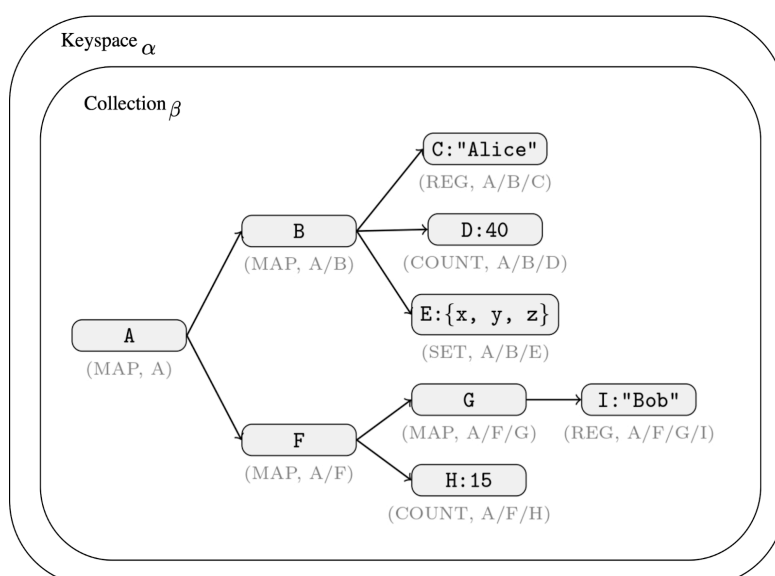 Keyspace α
Collection β
C:"Alice"
(REG, A/B/C)
B
(MAP, A/B)
D:40
(COUNT, A/B/D)
E:{x, y, z}
(SET, A/B/E)
A
(MAP, A)
G
(MAP, A/F/G)
I:"Bob"
(REG, A/F/G/I)
F
(MAP, A/F)
H:15
(COUNT, A/F/H)